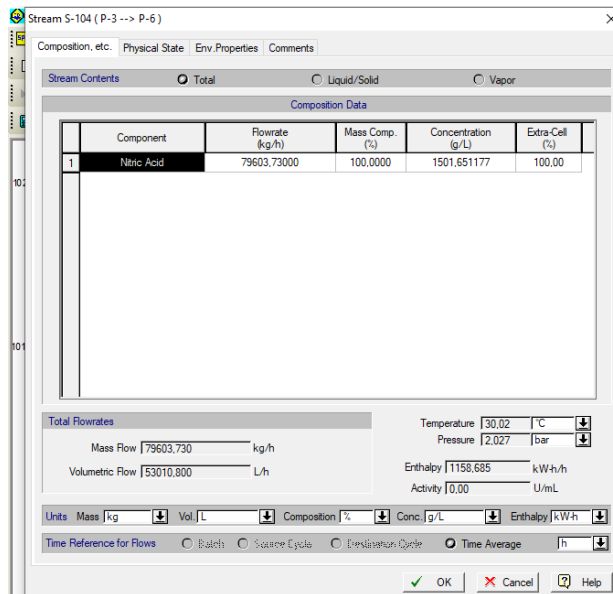 Stream S-104 ( P-3 --> P-6 )
Composition, etc. Physical State Env.Properties Comments
Stream Contents Total Liquid/Solid Vapor
Composition Data
Component Flowrate (kg/h) Mass Comp. (%) Concentration (g/L) Extra-Cell (%)
1 Nitric Acid 79603,73000 100,0000 1501,651177 100,00
102
101
Total Flowrates
Temperature 30,02 °C
Mass Flow 79603,730 kg/h
Pressure 2,027 bar
Volumetric Flow 53010,800 L/h
Enthalpy 1158,685 kW-h/h
Activity 0,00 U/mL
Units Mass kg Vol. L Composition % Conc. g/L Enthalpy kW-h
Time Reference for Flows Batch Source Cycle Destination Cycle Time Average h
OK Cancel Help